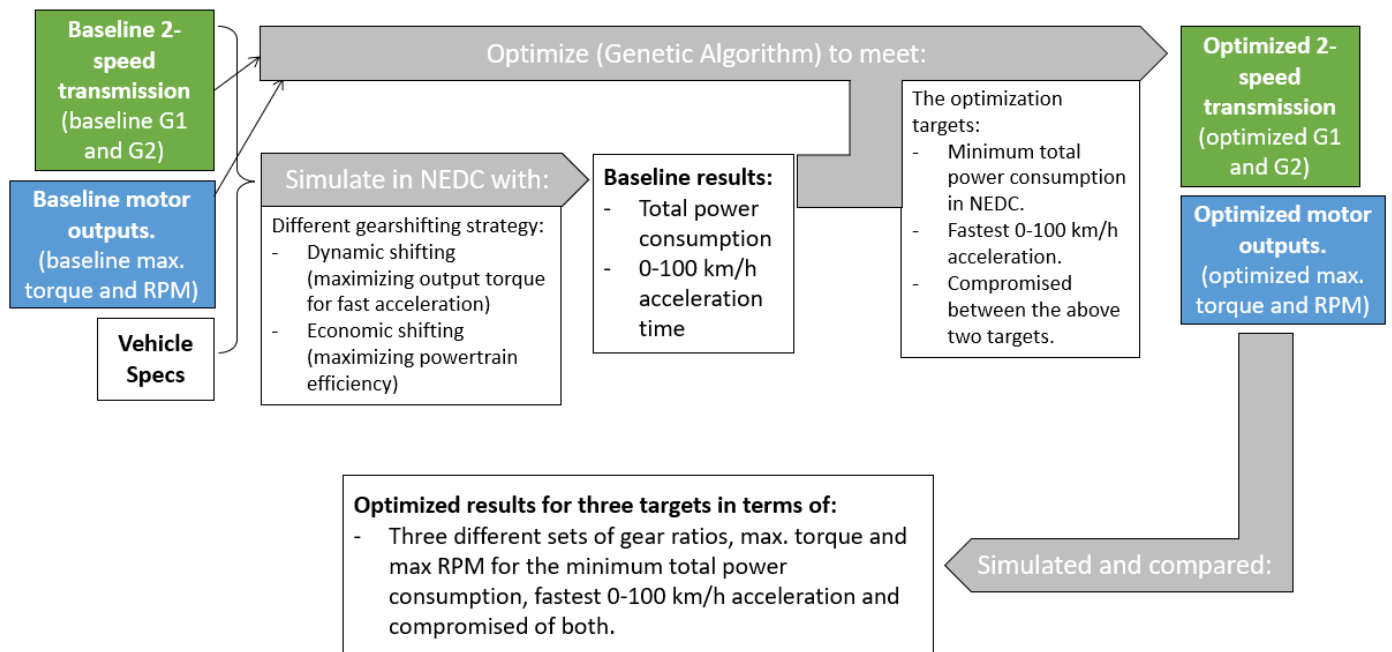 Baseline 2-
speed
transmission
(baseline G1
and G2)
Baseline motor
outputs.
(baseline max.
torque and RPM)
Vehicle
Specs
Optimize (Genetic Algorithm) to meet:
Simulate in NEDC with:
Different gearshifting strategy:
- Dynamic shifting
(maximizing output torque
for fast acceleration)
- Economic shifting
(maximizing powertrain
efficiency)
Baseline results:
- Total power
consumption
- 0-100 km/h
acceleration
time
The optimization
targets:
- Minimum total
power consumption
in NEDC.
- Fastest 0-100 km/h
acceleration.
- Compromised
between the above
two targets.
Optimized 2-
speed
transmission
(optimized G1
and G2)
Optimized motor
outputs.
(optimized max.
torque and RPM)
Simulated and compared:
Optimized results for three targets in terms of:
- Three different sets of gear ratios, max. torque and
max RPM for the minimum total power
consumption, fastest 0-100 km/h acceleration and
compromised of both.